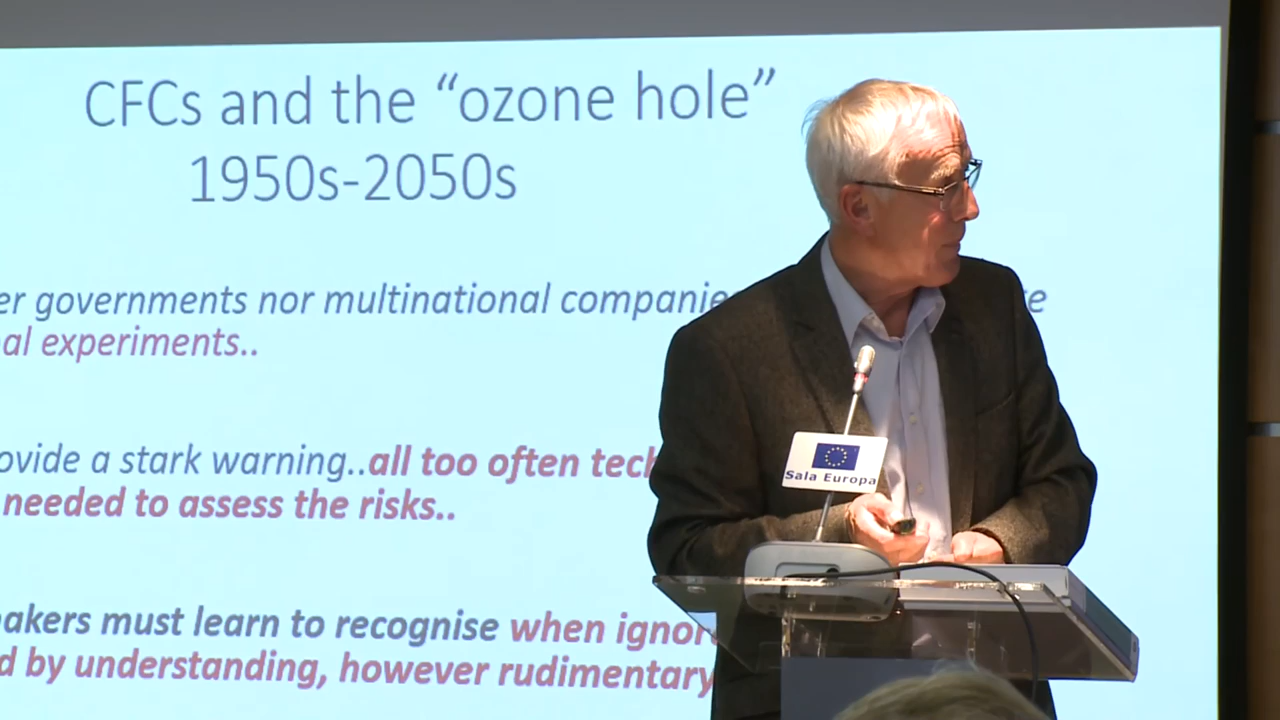 CFCs and the “ozone hole”
1950s-2050s
er governments nor multinational companie
al experiments..
ovide a stark warning..all too often tech
needed to assess the risks..
akers must learn to recognise when ignor
d by understanding, however rudimentary
Sala Europa